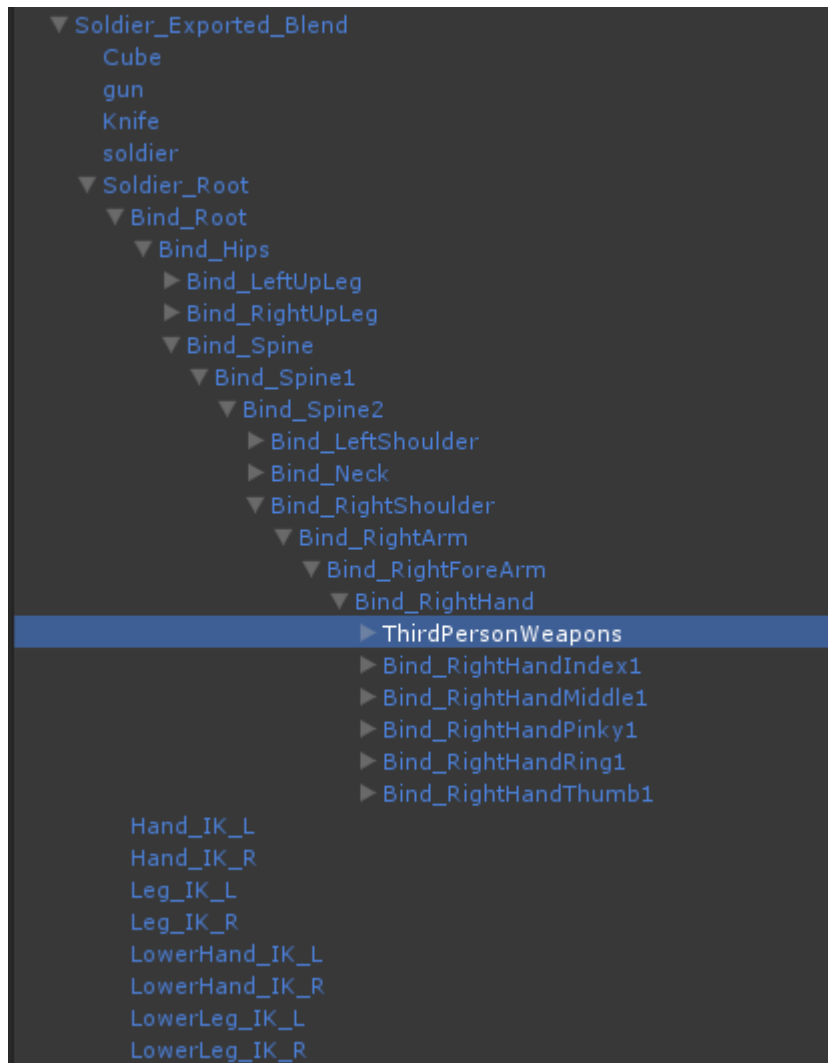 Soldier_Exported_Blend
Cube
gun
Knife
soldier
Soldier_Root
Bind_Root
Bind_Hips
Bind_LeftUpLeg
Bind_RightUpLeg
Bind_Spine
Bind_Spine1
Bind_Spine2
Bind_LeftShoulder
Bind_Neck
Bind_RightShoulder
Bind_RightArm
Bind_RightForeArm
Bind_RightHand
ThirdPersonWeapons
Bind_RightHandIndex1
Bind_RightHandMiddle1
Bind_RightHandPinky1
Bind_RightHandRing1
Bind_RightHandThumb1
Hand_IK_L
Hand_IK_R
Leg_IK_L
Leg_IK_R
LowerHand_IK_L
LowerHand_IK_R
LowerLeg_IK_L
LowerLeg_IK_R